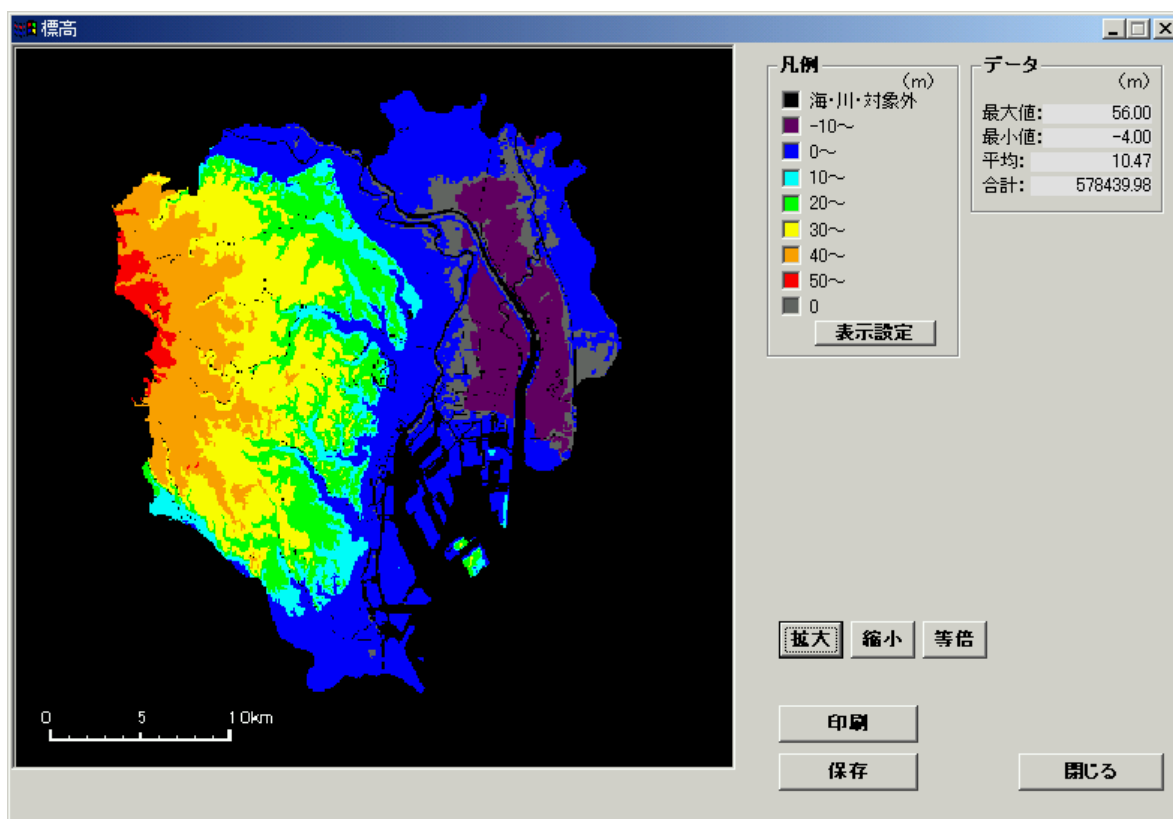 標高
凡例
(m)
海・川・対象外
-10~
0~
10~
20~
30~
40~
50~
0
表示設定
データ
(m)
最大値: 56.00
最小値: -4.00
平均: 10.47
合計: 578439.98
0 5 10km
拡大 縮小 等倍
印刷
保存 閉じる